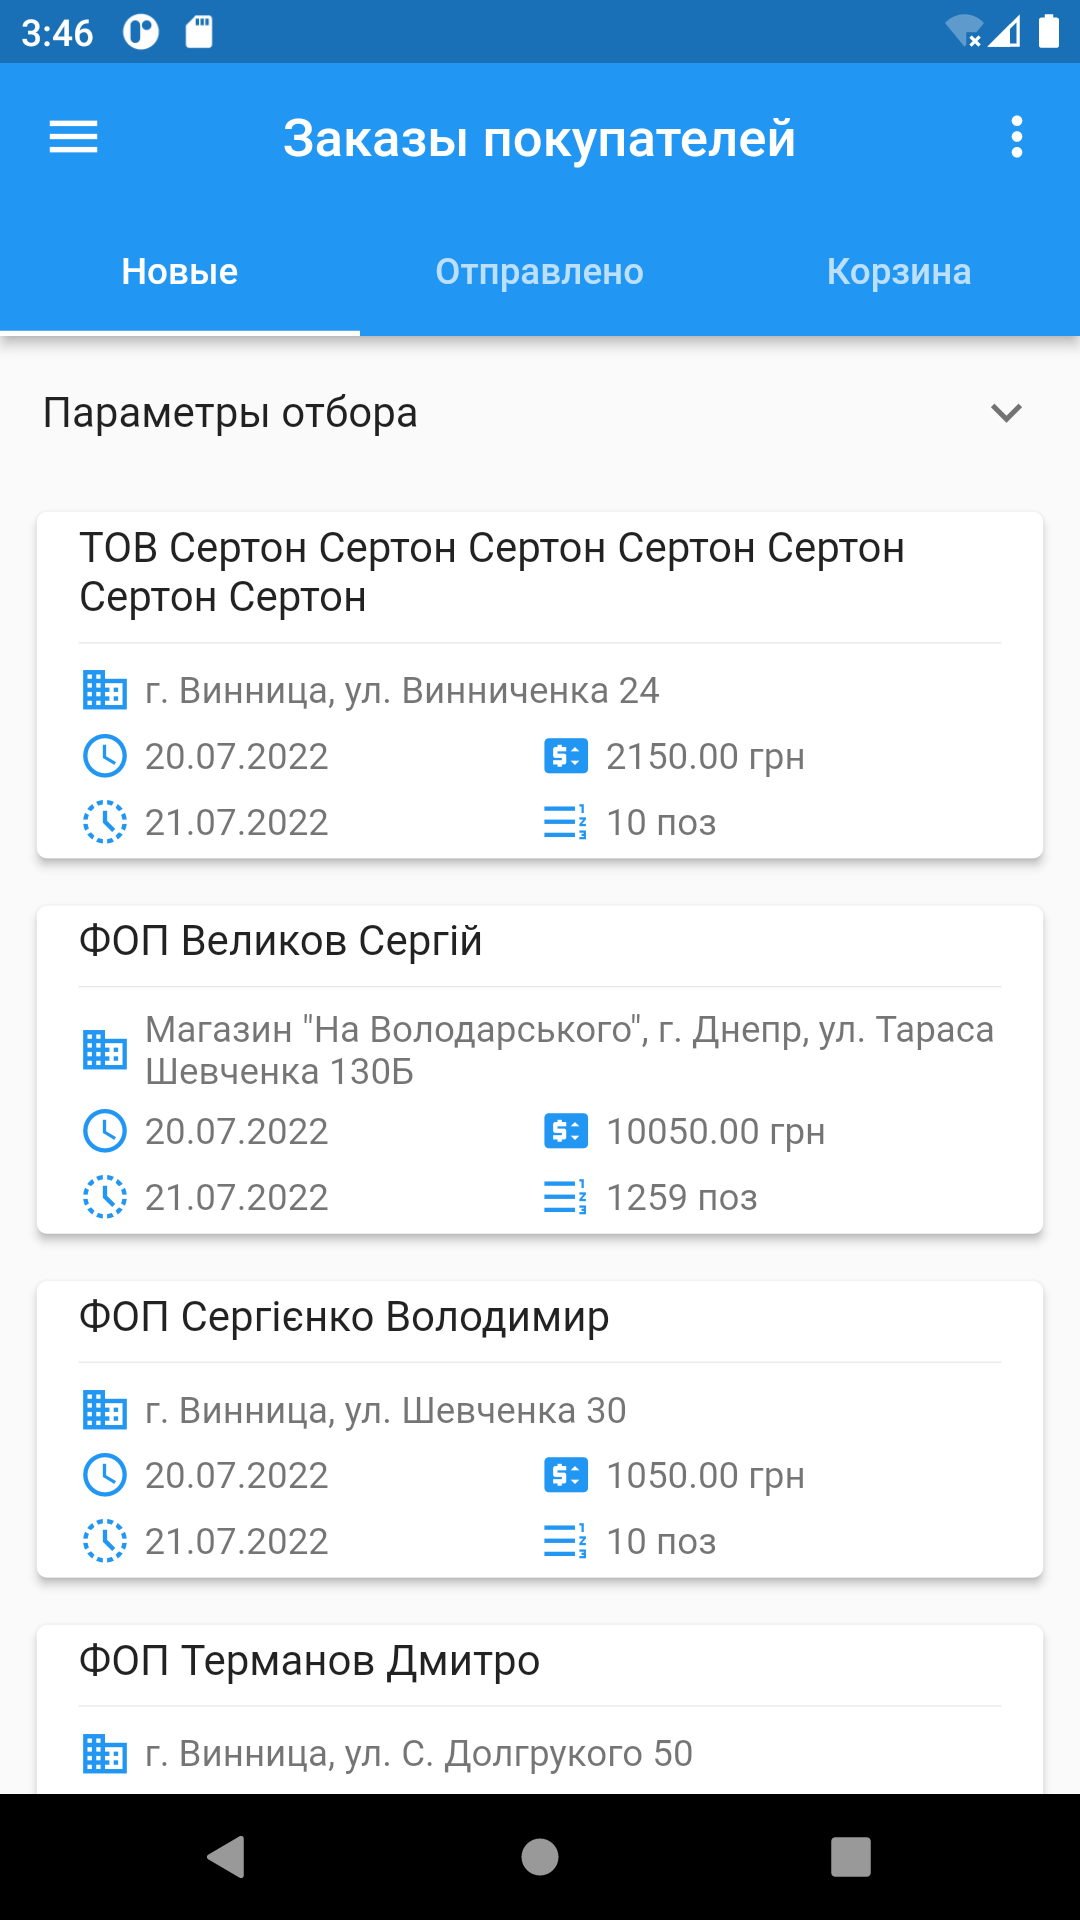 3:46
Заказы покупателей
Новые Отправлено Корзина
Параметры отбора
ТОВ Сертон Сертон Сертон Сертон Сертон
Сертон Сертон
г. Винница, ул. Винниченка 24
20.07.2022 2150.00 грн
21.07.2022 10 поз
ФОП Великов Сергій
Магазин "На Володарського", г. Днепр, ул. Тараса
Шевченка 130Б
20.07.2022 10050.00 грн
21.07.2022 1259 поз
ФОП Сергієнко Володимир
г. Винница, ул. Шевченка 30
20.07.2022 1050.00 грн
21.07.2022 10 поз
ФОП Терманов Дмитро
г. Винница, ул. С. Долгрукого 50